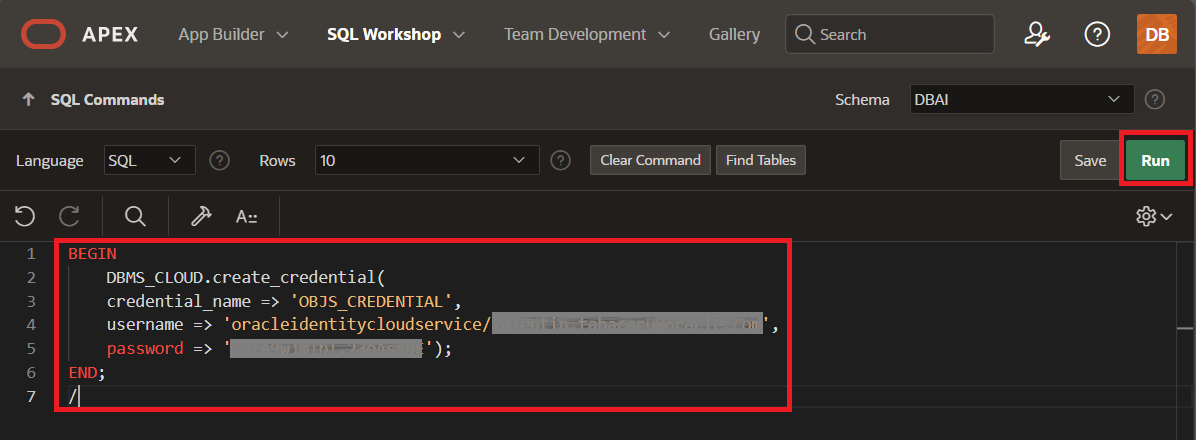 APEX App Builder SQL Workshop Team Development Gallery Search DB
SQL Commands Schema DBAI
Language SQL Rows 10 Clear Command Find Tables Save Run
A
1 BEGIN
2 DBMS_CLOUD.create_credential(
3 credential_name => 'OBJS_CREDENTIAL',
4 username => 'oracleidentitycloudservice/ ',
5 password => ' ');
6 END;
7 /